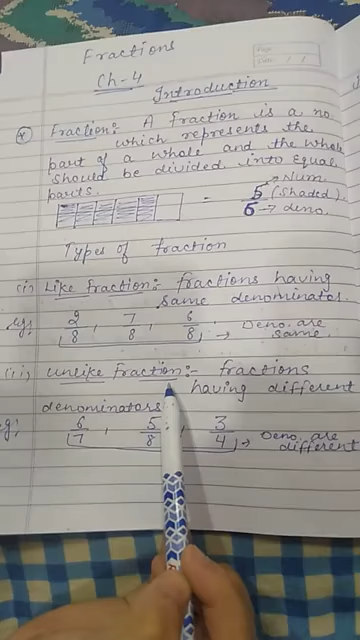 Fractions
Ch-4
Page
Date / /
Introduction
* Fraction:- A fraction is a no.
which represents the
part of a whole and the whole
should be divided into equal
parts.
= 5 → Num (Shaded)
6 → deno.
Types of fraction
(i) Like fraction:- fractions having
same denominator.
eg: 2/8, 7/8, 6/8 → Deno. are
same.
(ii) Unlike fraction:- fractions
having different
denominators
eg: 6/7, 5/8, 3/4 → Deno. are
different